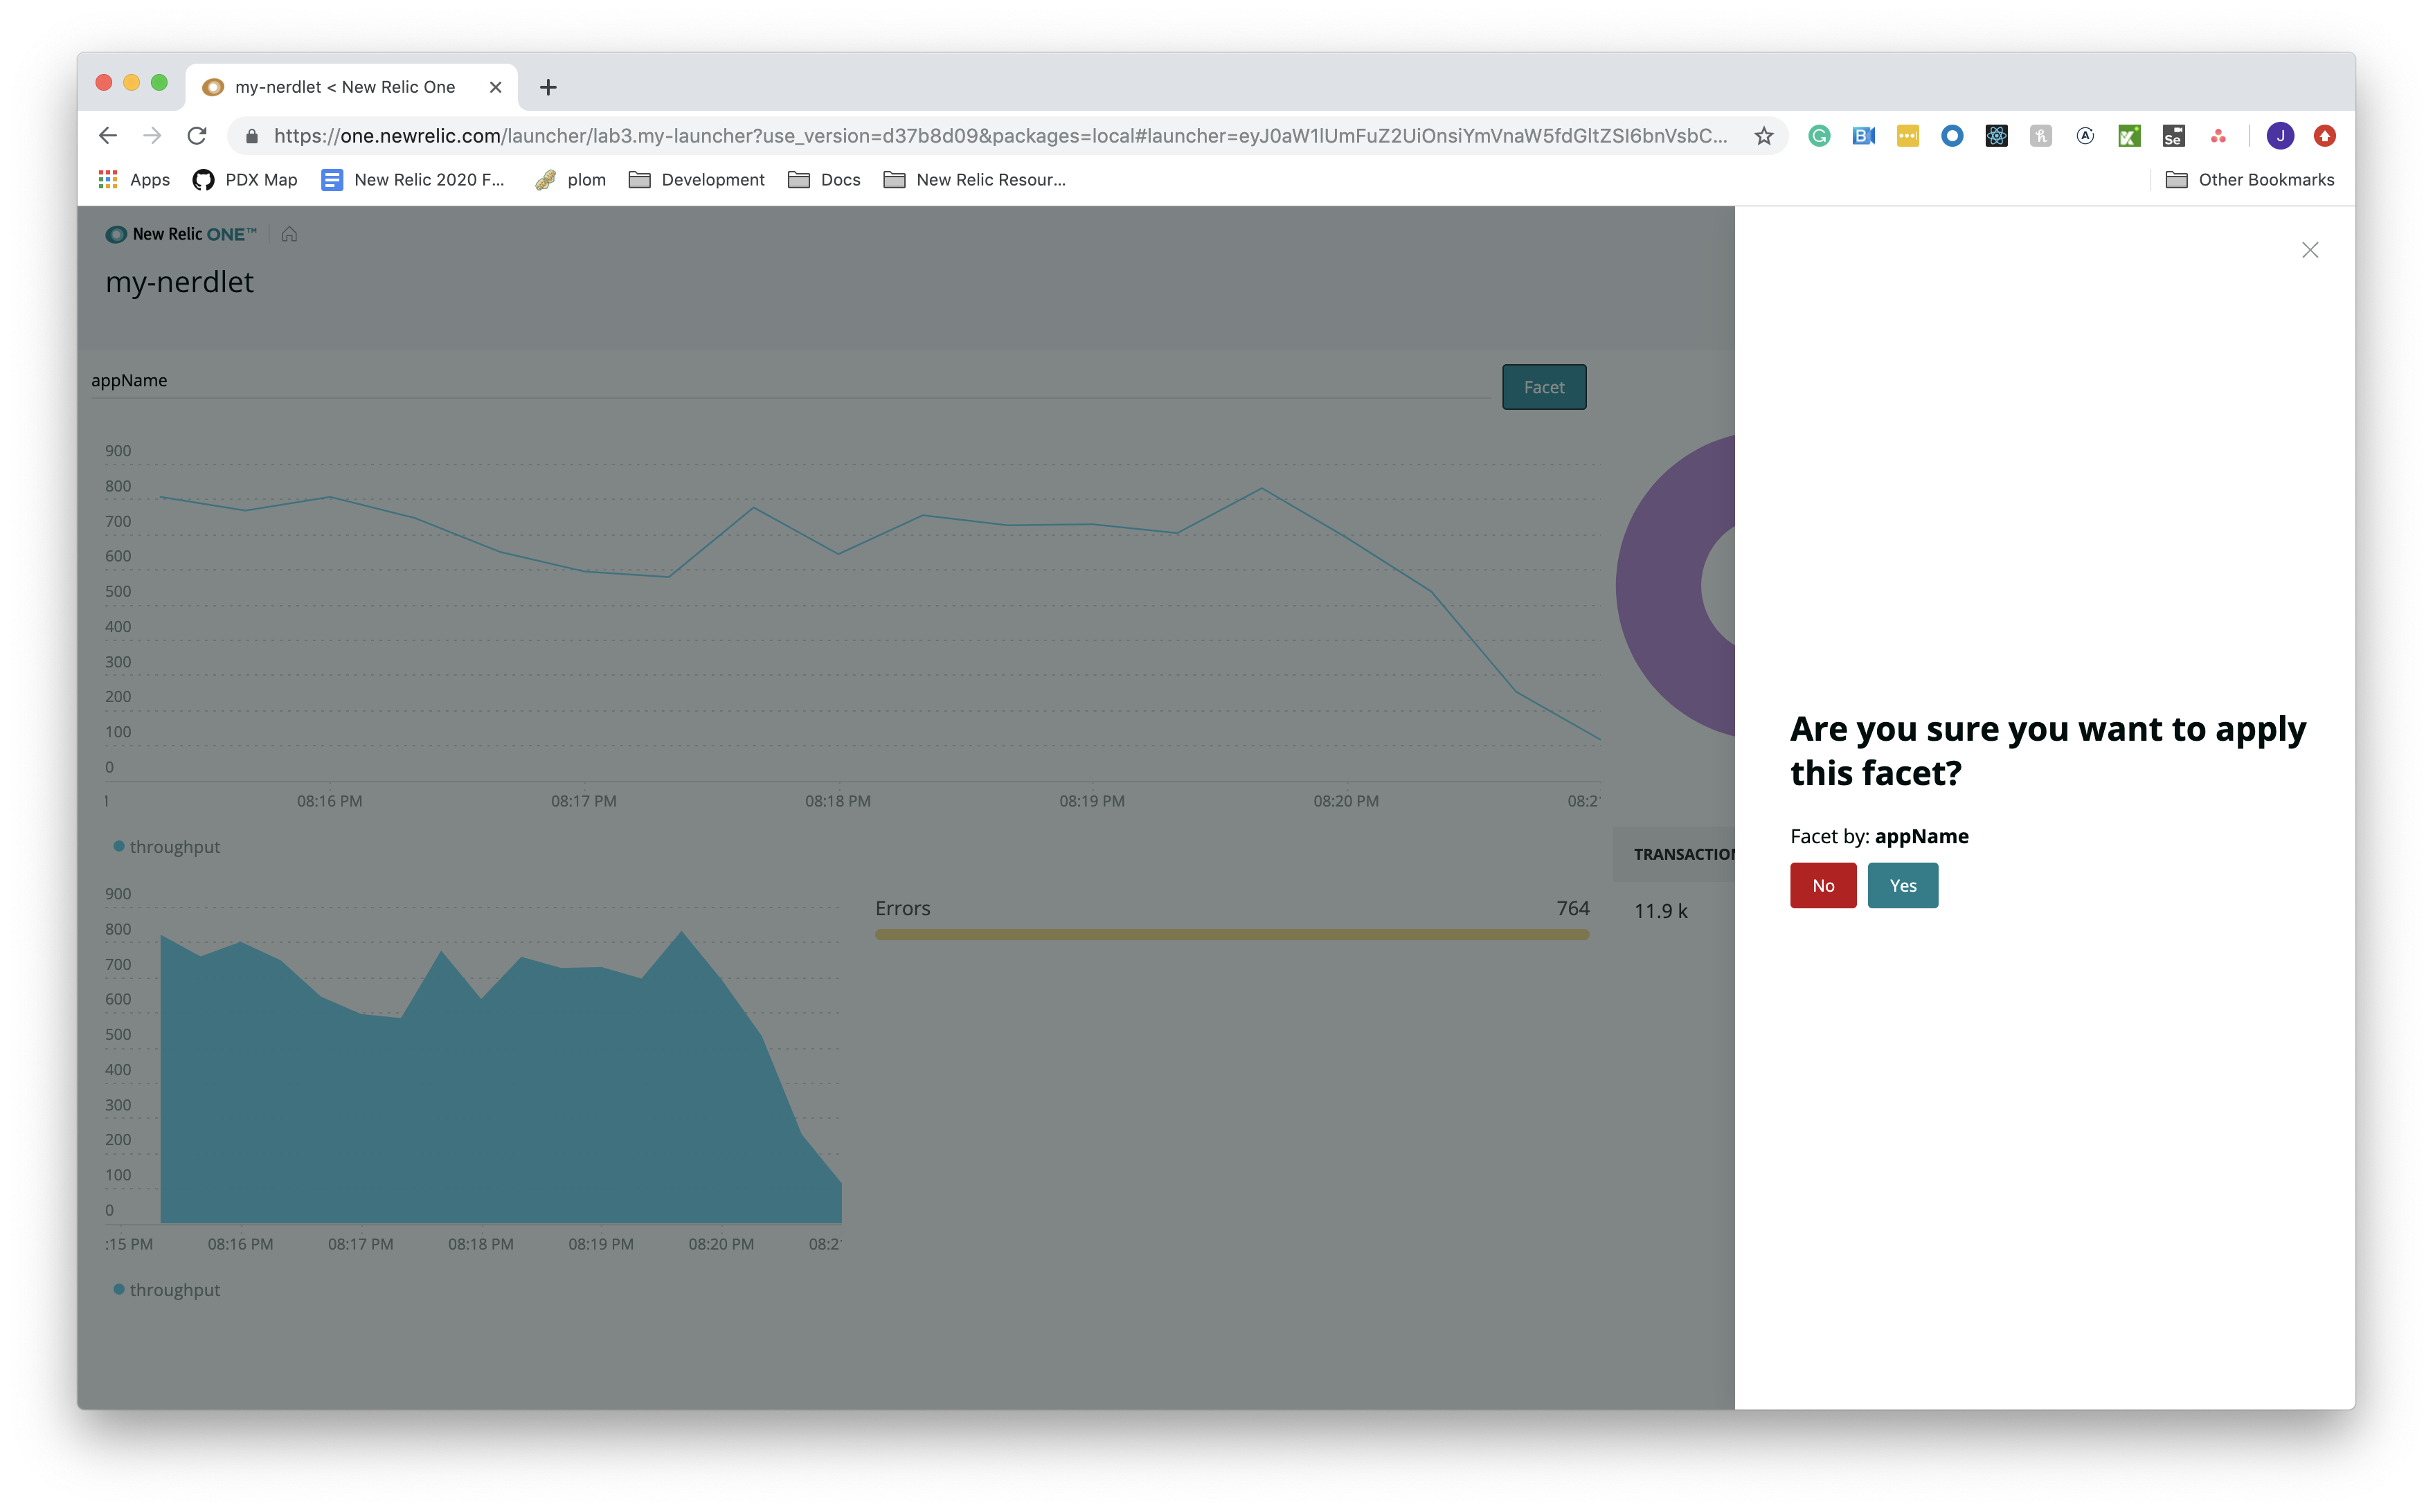 my-nerdlet < New Relic One
https://one.newrelic.com/launcher/lab3.my-launcher?use_version=d37b8d09&packages=local#launcher=eyJ0aW1lUmFuZ2UiOnsiYmVnaW5fdGltZSI6bnVsbC...
Apps PDX Map New Relic 2020 F... plom Development Docs New Relic Resour... Other Bookmarks
New Relic ONE™
my-nerdlet
appName
Facet
900
800
700
600
500
400
300
200
100
0
08:16 PM 08:17 PM 08:18 PM 08:19 PM 08:20 PM
throughput
900
800
700
600
500
400
300
200
100
0
:15 PM 08:16 PM 08:17 PM 08:18 PM 08:19 PM 08:20 PM
throughput
Errors 764
TRANSACTION
11.9 k
Are you sure you want to apply
this facet?
Facet by: appName
No Yes